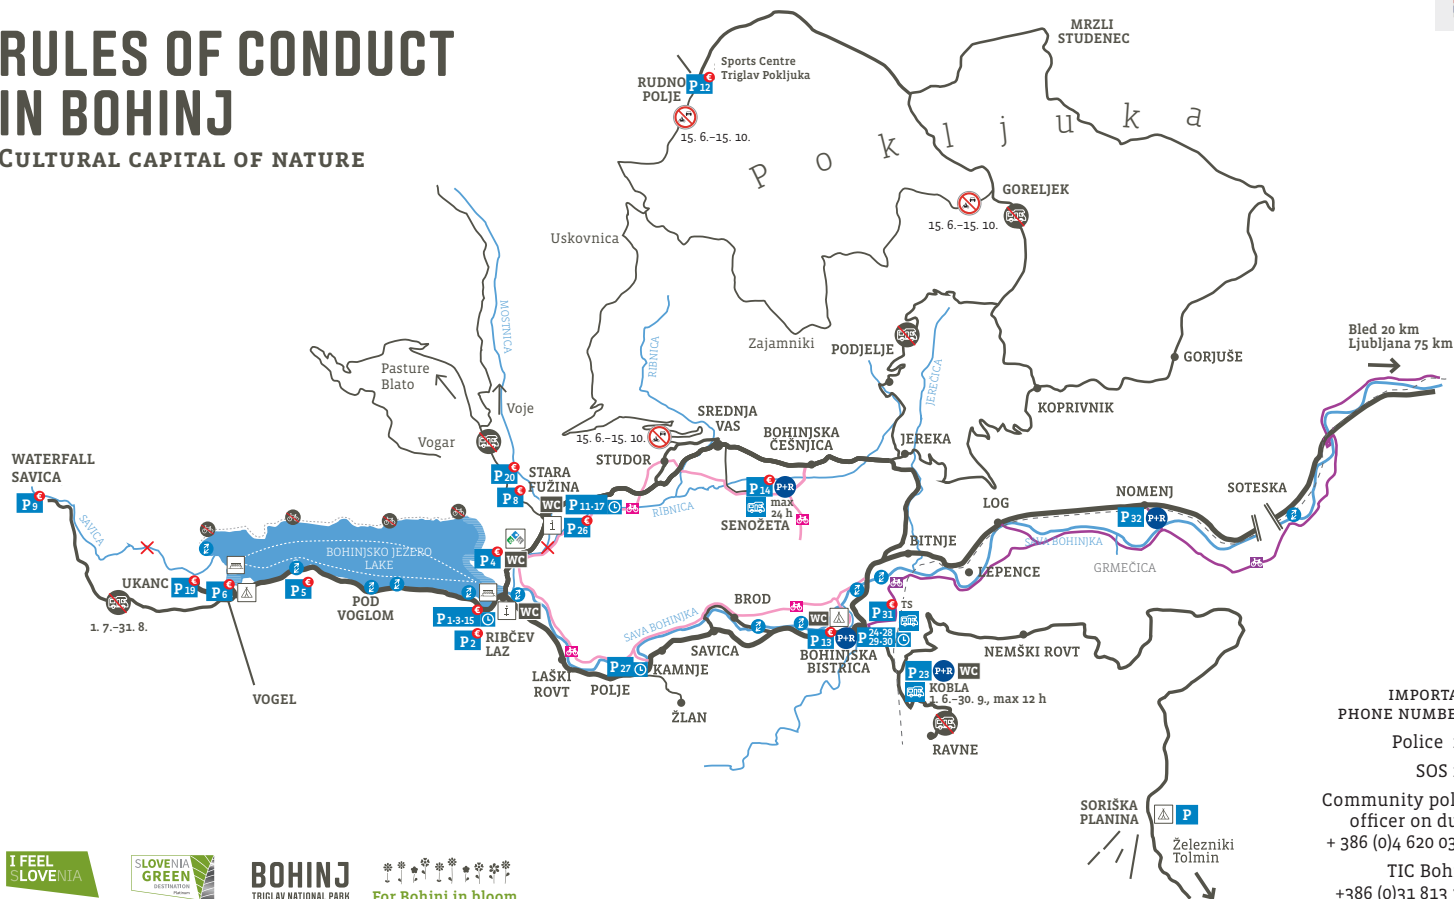 RULES OF CONDUCT
IN BOHINJ
CULTURAL CAPITAL OF NATURE
MRZLI
STUDENEC
Sports Centre
Triglav Pokljuka
RUDNO
POLJE
P 12
15. 6.–15. 10.
Pokljuka
GORELJEK
15. 6.–15. 10.
Uskovnica
MOSTNICA
RIBNICA
Zajamniki
PODJELJE
JEREČICA
GORJUŠE
Bled 20 km
Ljubljana 75 km
Pasture
Blato
Voje
Vogar
KOPRIVNIK
SREDNJA
VAS
15. 6.–15. 10.
BOHINJSKA
ČEŠNJICA
JEREKA
STUDOR
WATERFALL
SAVICA
P 9
SAVICA
P 20
P 8
STARA
FUŽINA
WC
P 11-17
P 26
i
RIBNICA
P 14
P+R
max
24 h
SENOŽETA
LOG
NOMENJ
P 32
P+R
SOTESKA
BOHINJSKO JEZERO
LAKE
P 4
WC
BITNJE
SAVA BOHINJKA
GRMEČICA
LEPENCE
UKANC
P 19
P 6
P 5
1. 7.–31. 8.
POD
VOGLOM
P 1-3-15
P 2
RIBČEV
LAZ
i
WC
VOGEL
LAŠKI
ROVT
POLJE
P 27
KAMNJE
ŽLAN
SAVA BOHINJKA
SAVICA
BROD
WC
P 13
P+R
BOHINJSKA
BISTRICA
P 31
TS
P 24-28
29-30
P 23
P+R
WC
KOBLA
1. 6.–30. 9., max 12 h
RAVNE
NEMŠKI ROVT
SORIŠKA
PLANINA
P
Železniki
Tolmin
IMPORTA
PHONE NUMBE
Police
SOS
Community pol
officer on du
+ 386 (0)4 620 03
TIC Boh
+386 (0)31 813
I FEEL
SLOVENIA
SLOVENIA
GREEN
DESTINATION
Platinum
BOHINJ
TRIGLAV NATIONAL PARK
For Bohinj in bloom